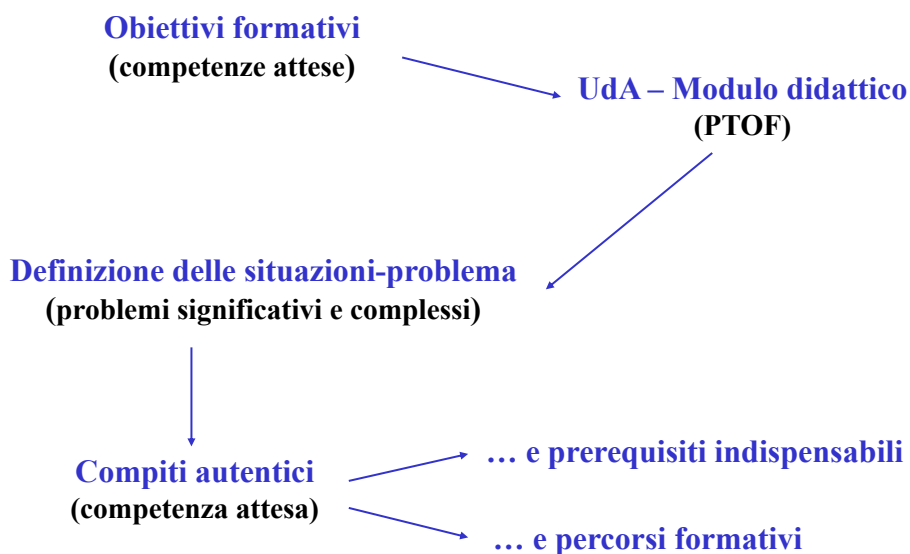 Obiettivi formativi
(competenze attese)
UdA – Modulo didattico
(PTOF)
Definizione delle situazioni-problema
(problemi significativi e complessi)
Compiti autentici
(competenza attesa)
… e prerequisiti indispensabili
… e percorsi formativi